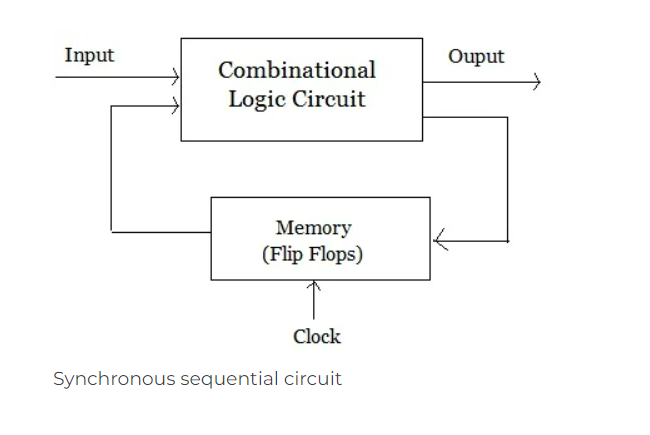 Input
Combinational
Logic Circuit
Ouput
Memory
(Flip Flops)
Clock
Synchronous sequential circuit